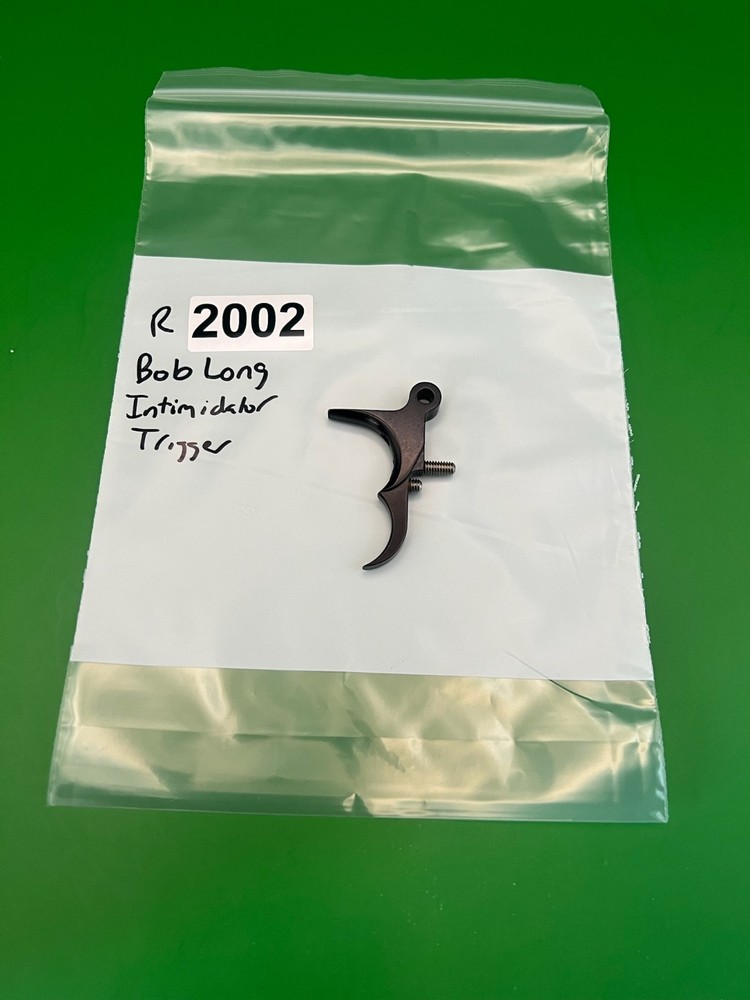 R 2002
Bob Long
Intimidator
Trigger